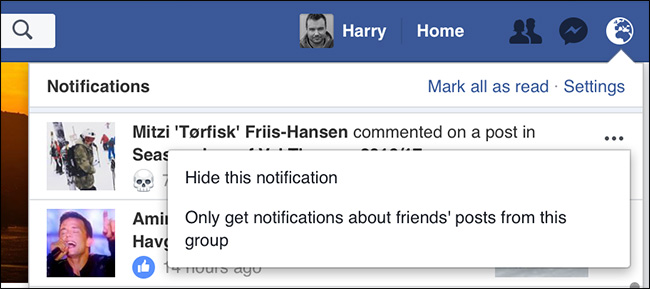 Harry Home
Notifications Mark all as read · Settings
Mitzi 'Tørfisk' Friis-Hansen commented on a post in
Hide this notification
Only get notifications about friends' posts from this
group
14 hours ago